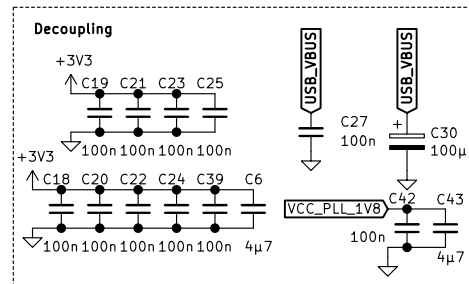 Decoupling
+3V3
C19 C21 C23 C25
100n 100n 100n 100n
+3V3
C18 C20 C22 C24 C39 C6
100n 100n 100n 100n 100n 4µ7
USB_VBUS
C27
100n
USB_VBUS
+
C30
100µ
VCC_PLL_1V8
C42 C43
100n
4µ7